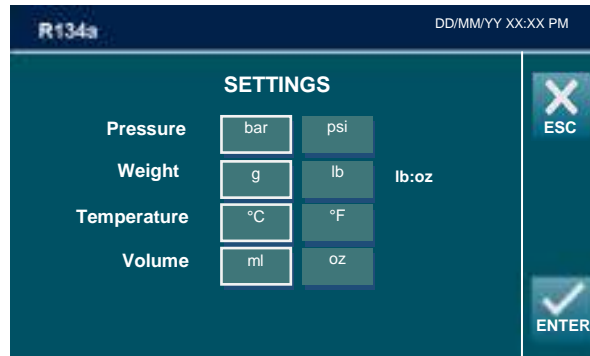 R134a DD/MM/YY XX:XX PM
SETTINGS
Pressure bar psi
Weight g lb lb:oz
Temperature °C °F
Volume ml oz
ESC
ENTER